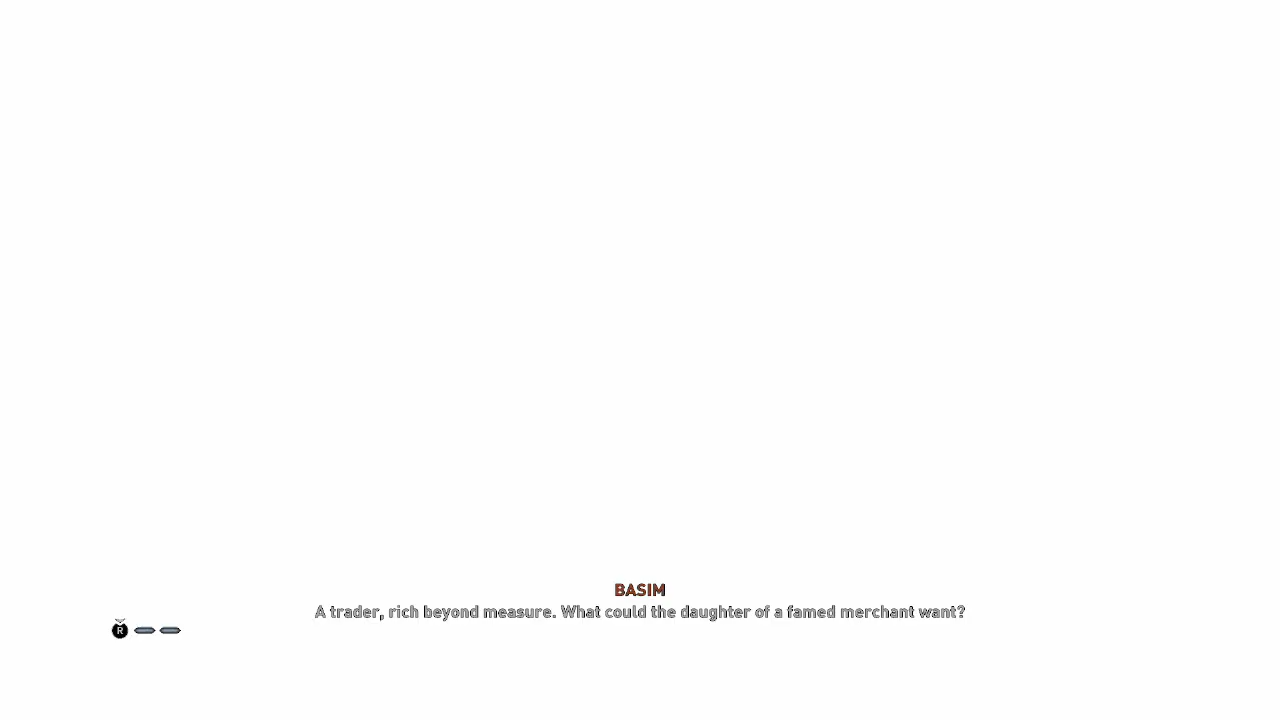 BASIM
A trader, rich beyond measure. What could the daughter of a famed merchant want?
R